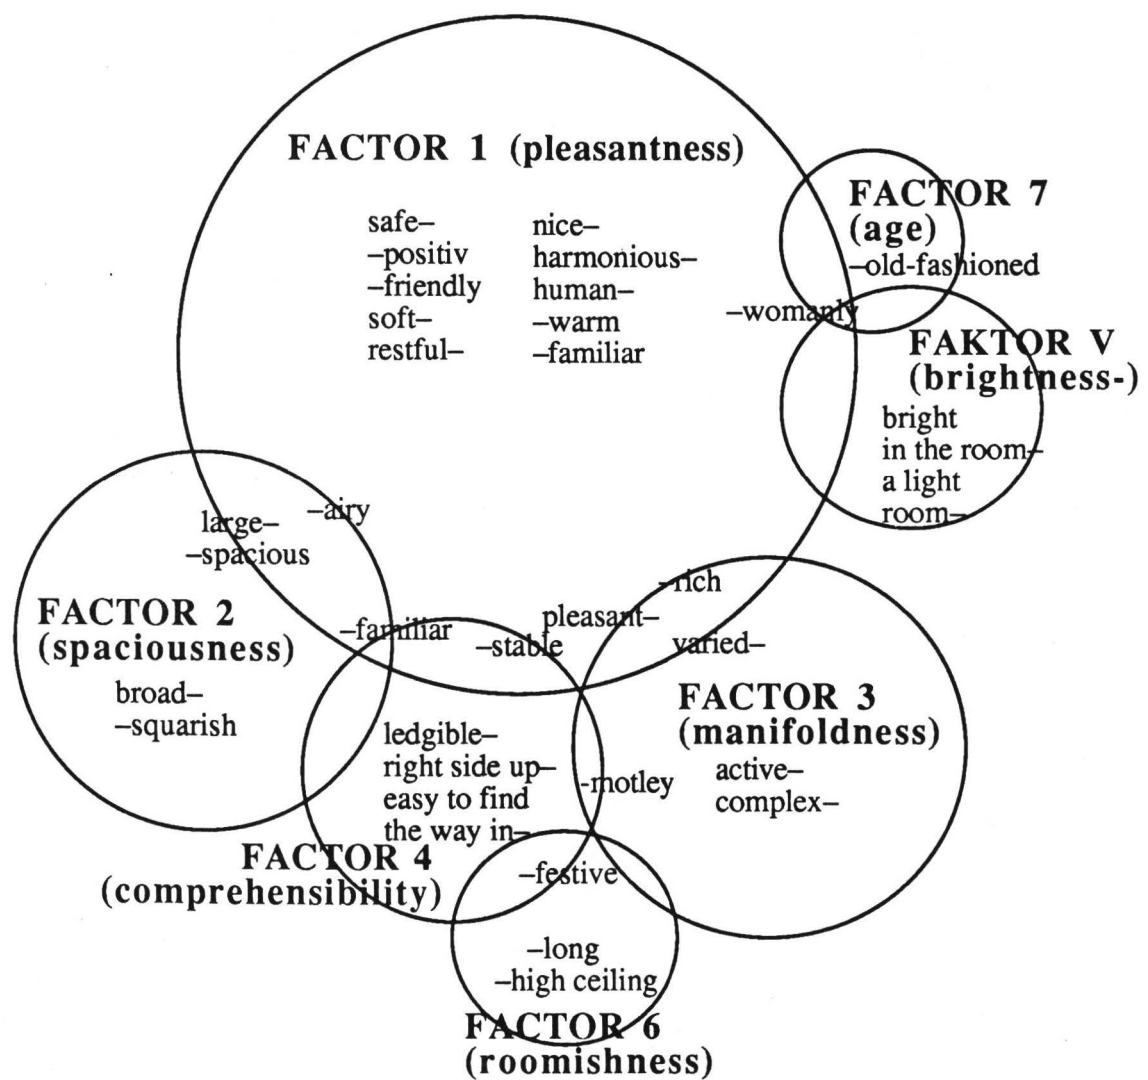 FACTOR 1 (pleasantness)
safe–
–positiv
–friendly
soft–
restful–
nice–
harmonious–
human–
–warm
–familiar
FACTOR 7
(age)
–old-fashioned
–womanly
FAKTOR V
(brightness-)
bright
in the room–
a light
room–
–airy
large–
–spacious
FACTOR 2
(spaciousness)
broad–
–squarish
–familiar
–stable
pleasant–
–rich
varied–
FACTOR 3
(manifoldness)
active–
complex–
ledgible–
right side up–
easy to find
the way in–
-motley
FACTOR 4
(comprehensibility)
–festive
–long
–high ceiling
FACTOR 6
(roomishness)